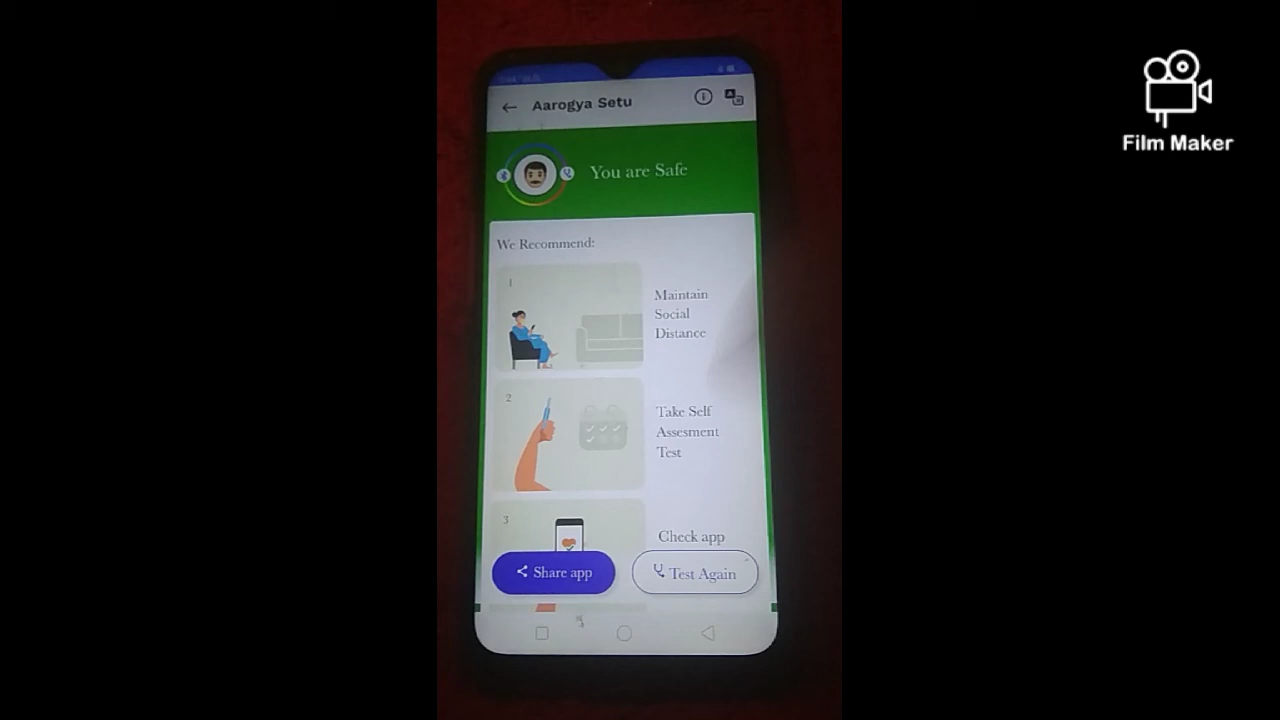 Aarogya Setu
You are Safe
We Recommend:
1
Maintain
Social
Distance
2
Take Self
Assesment
Test
3
Check app
Share app
Test Again
Film Maker